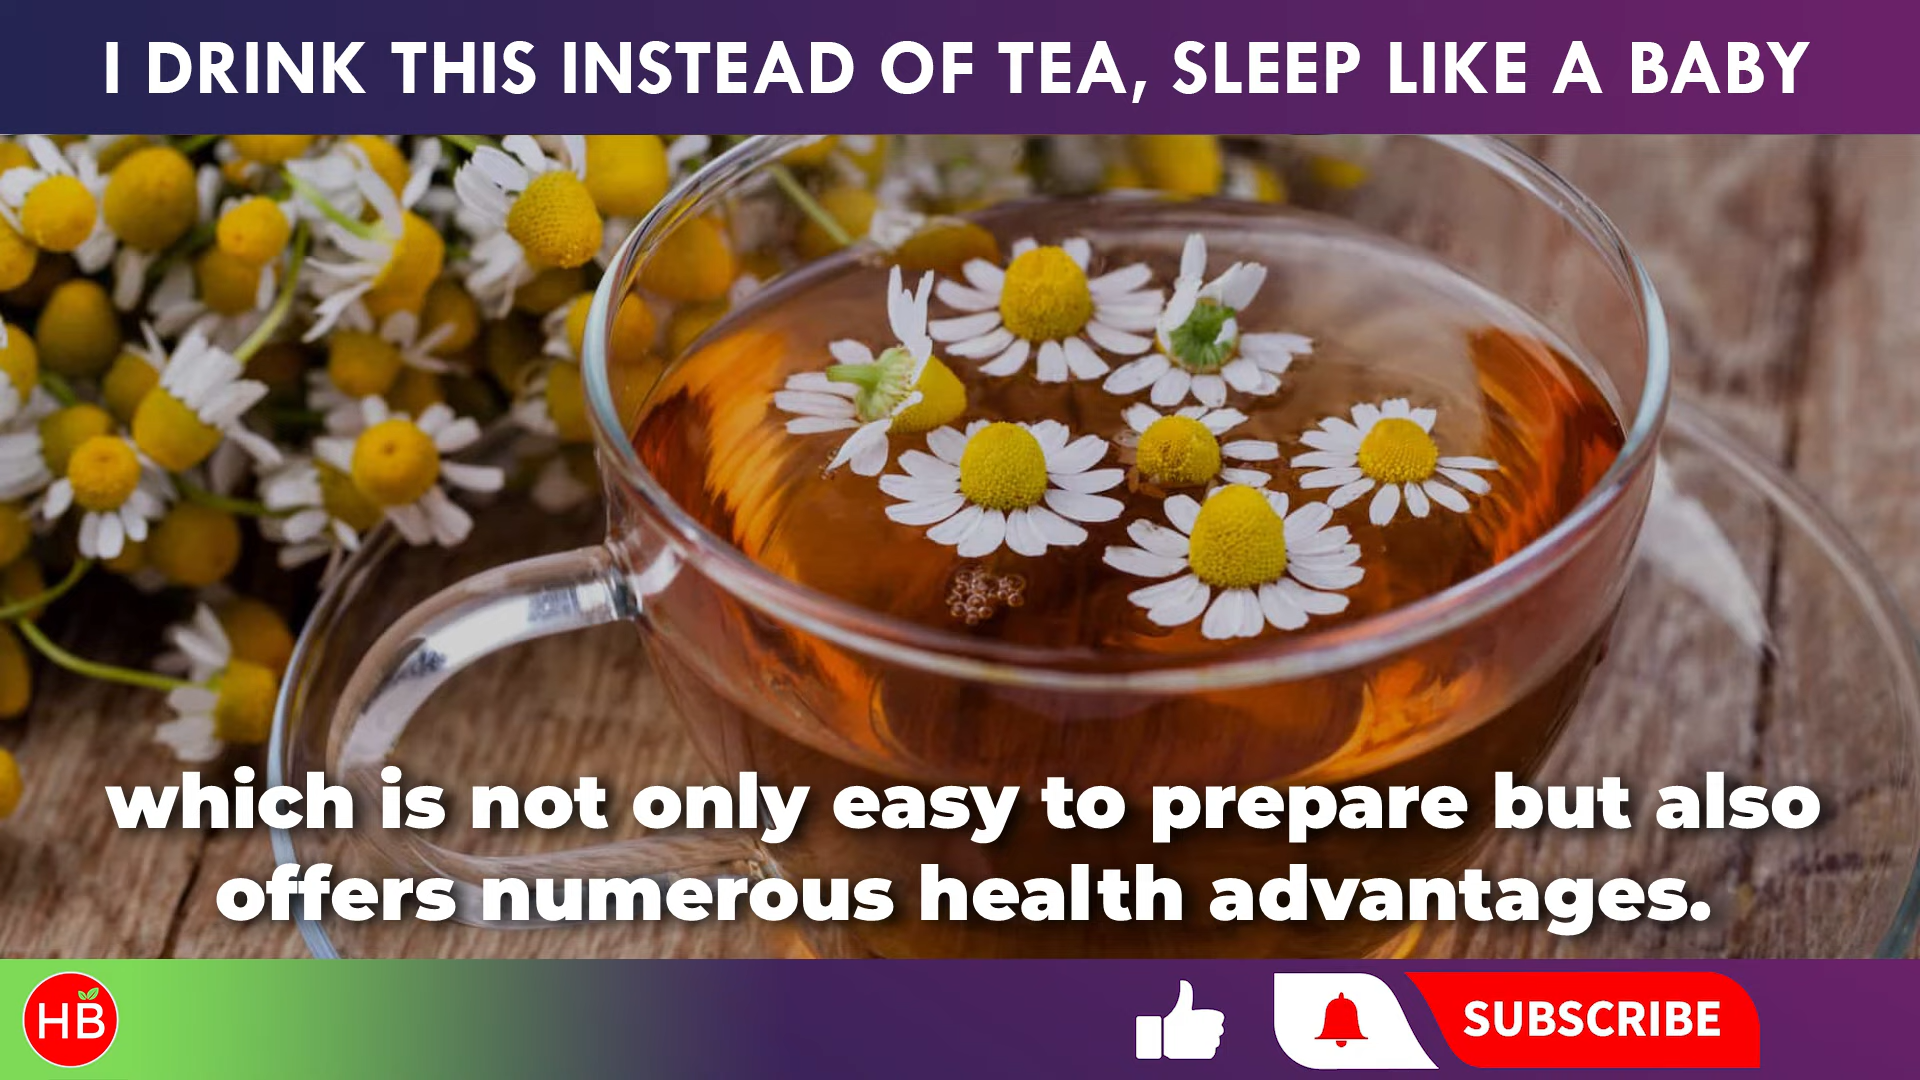 I DRINK THIS INSTEAD OF TEA, SLEEP LIKE A BABY
which is not only easy to prepare but also
offers numerous health advantages.
HB
SUBSCRIBE